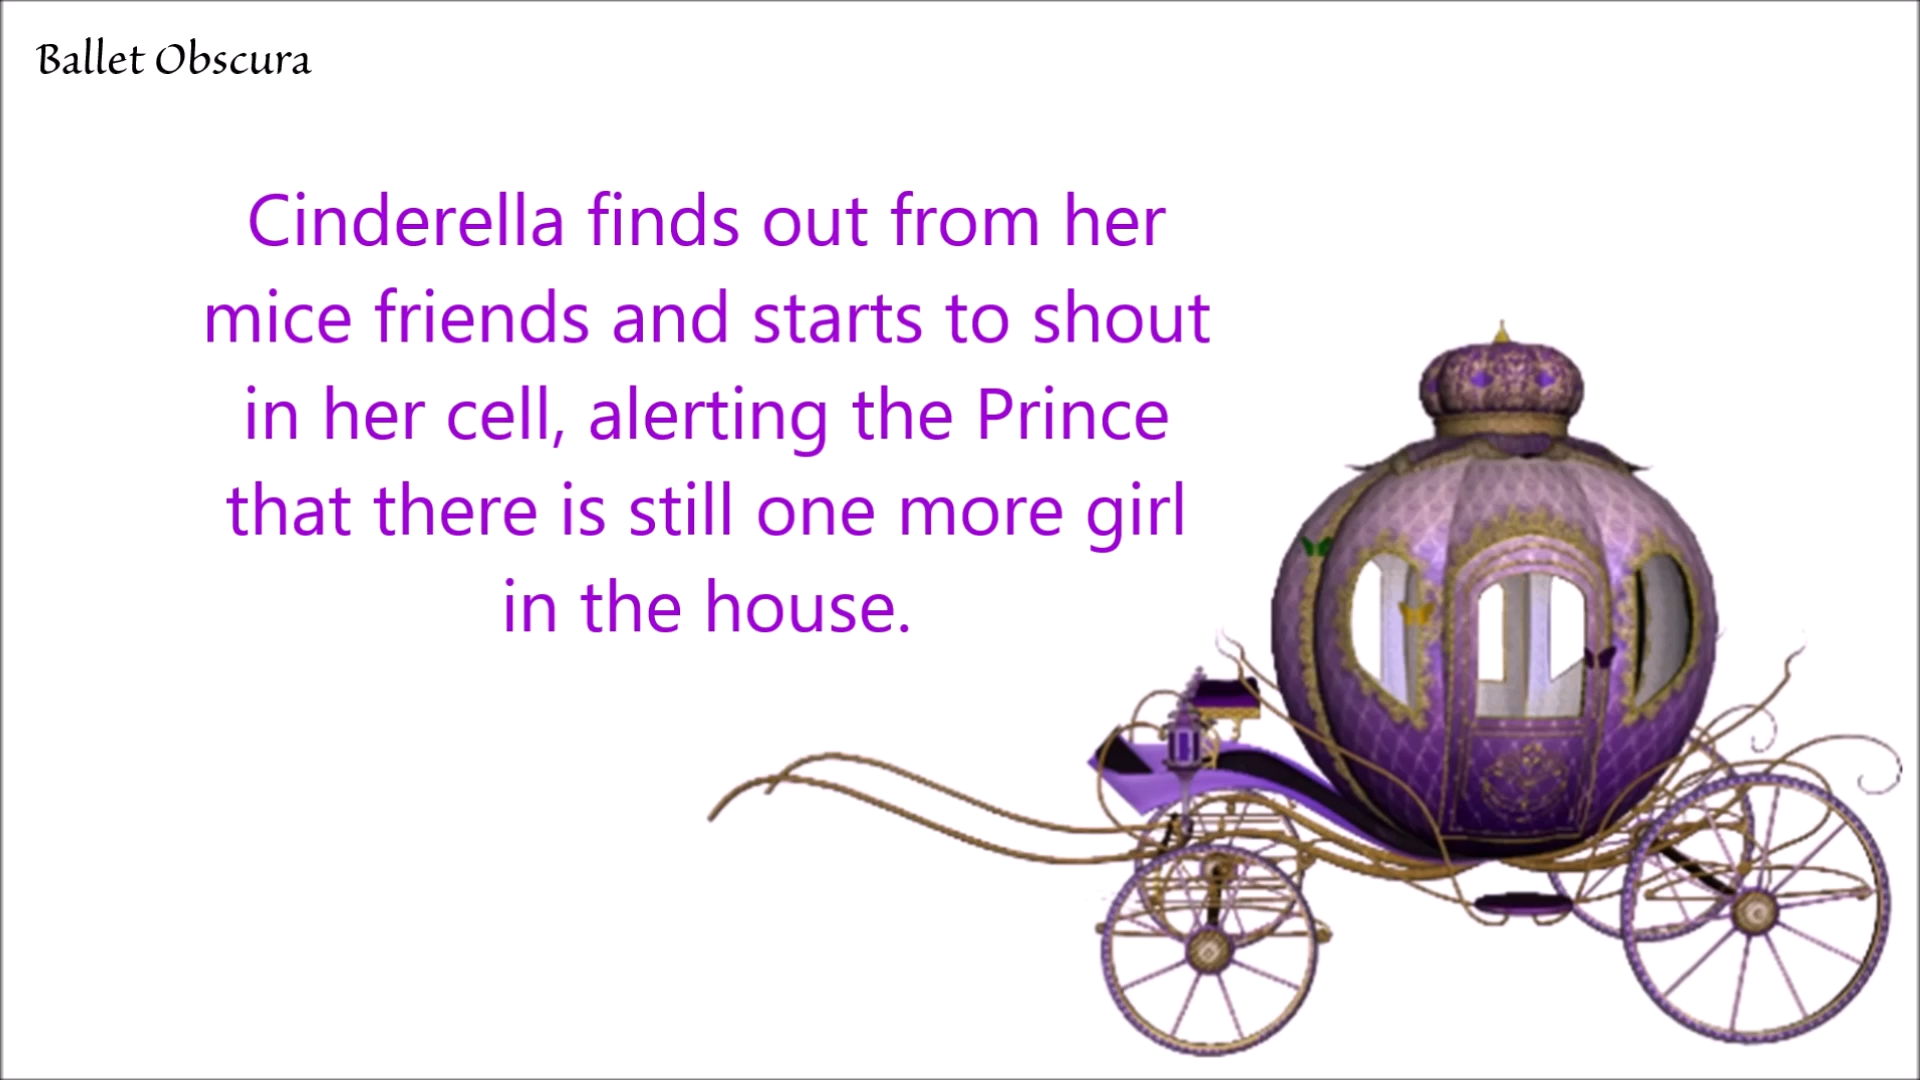 Ballet Obscura
Cinderella finds out from her
mice friends and starts to shout
in her cell, alerting the Prince
that there is still one more girl
in the house.